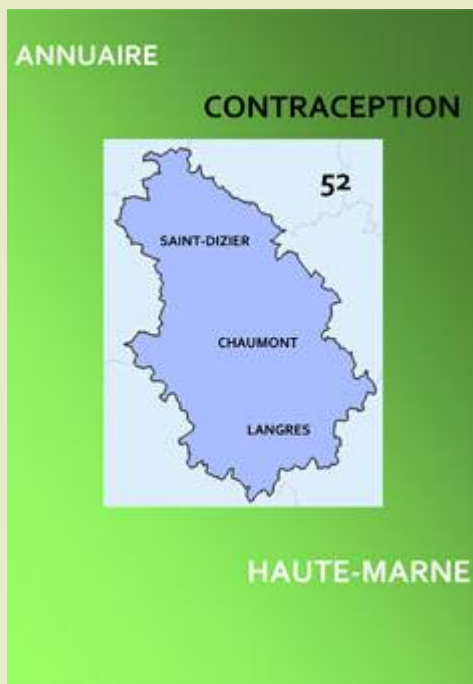 ANNUAIRE
CONTRACEPTION
52
SAINT-DIZIER
CHAUMONT
LANGRES
HAUTE-MARNE